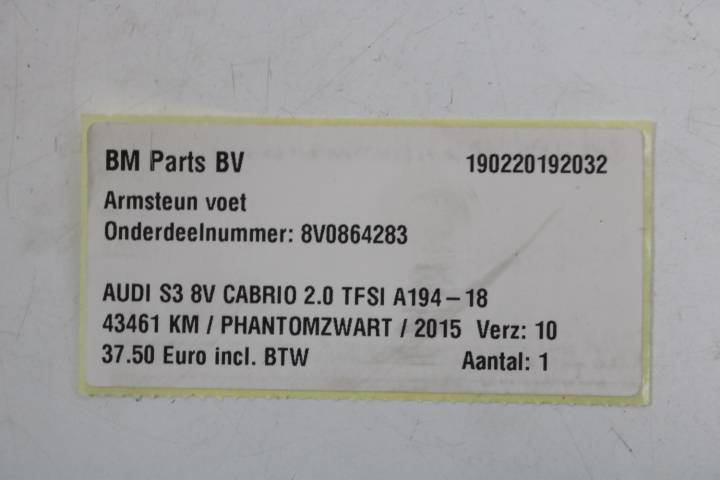 BM Parts BV 190220192032
Armsteun voet
Onderdeelnummer: 8V0864283
AUDI S3 8V CABRIO 2.0 TFSI A194-18
43461 KM / PHANTOMZWART / 2015 Verz: 10
37.50 Euro incl. BTW Aantal: 1